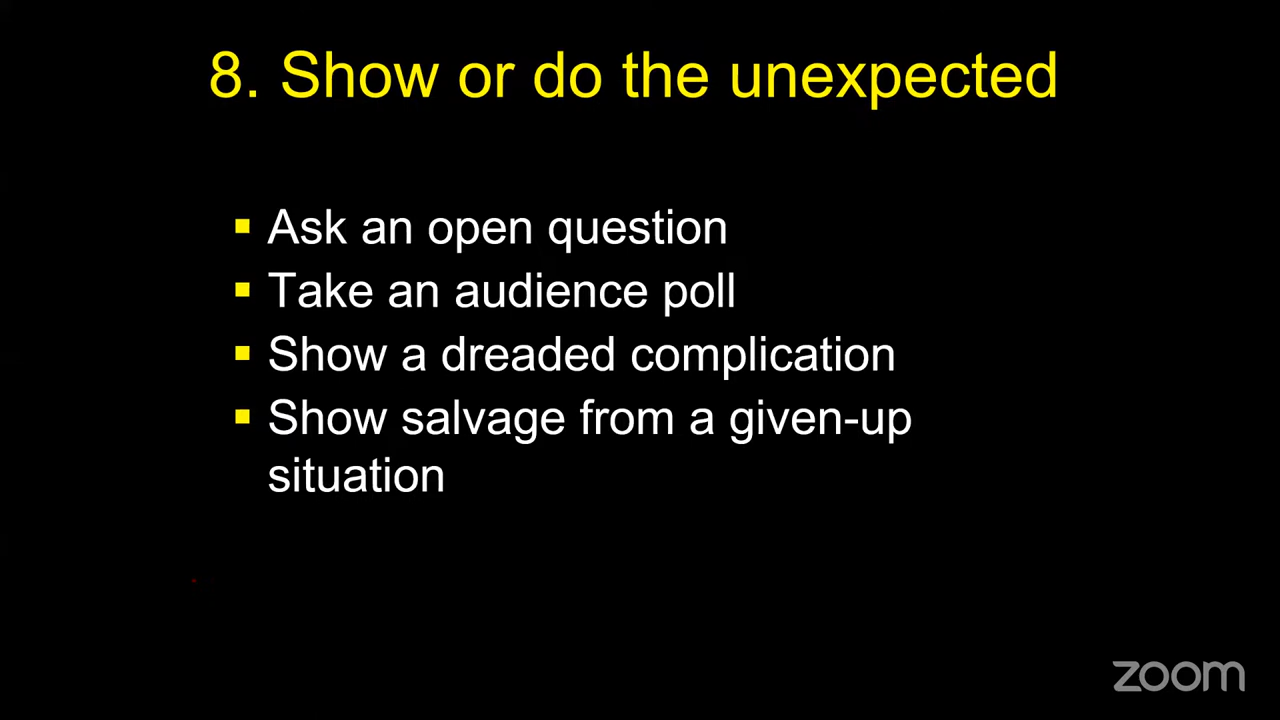 8. Show or do the unexpected
Ask an open question
Take an audience poll
Show a dreaded complication
Show salvage from a given-up
situation
zoom